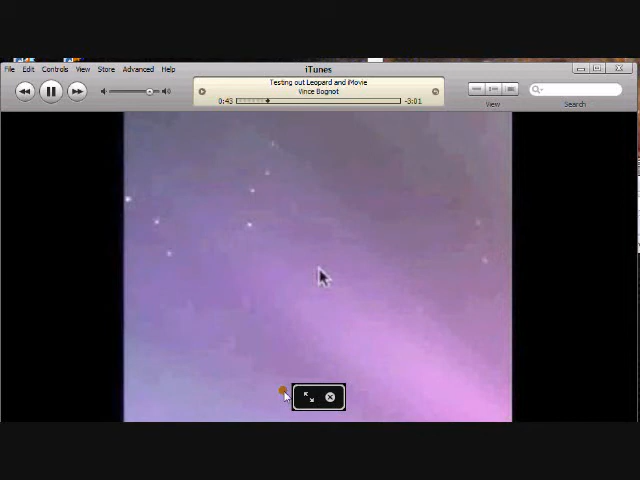 iTunes
File Edit Controls View Store Advanced Help
Testing out Leopard and iMovie
Vince Bognot
0:43 -3:01
View Search